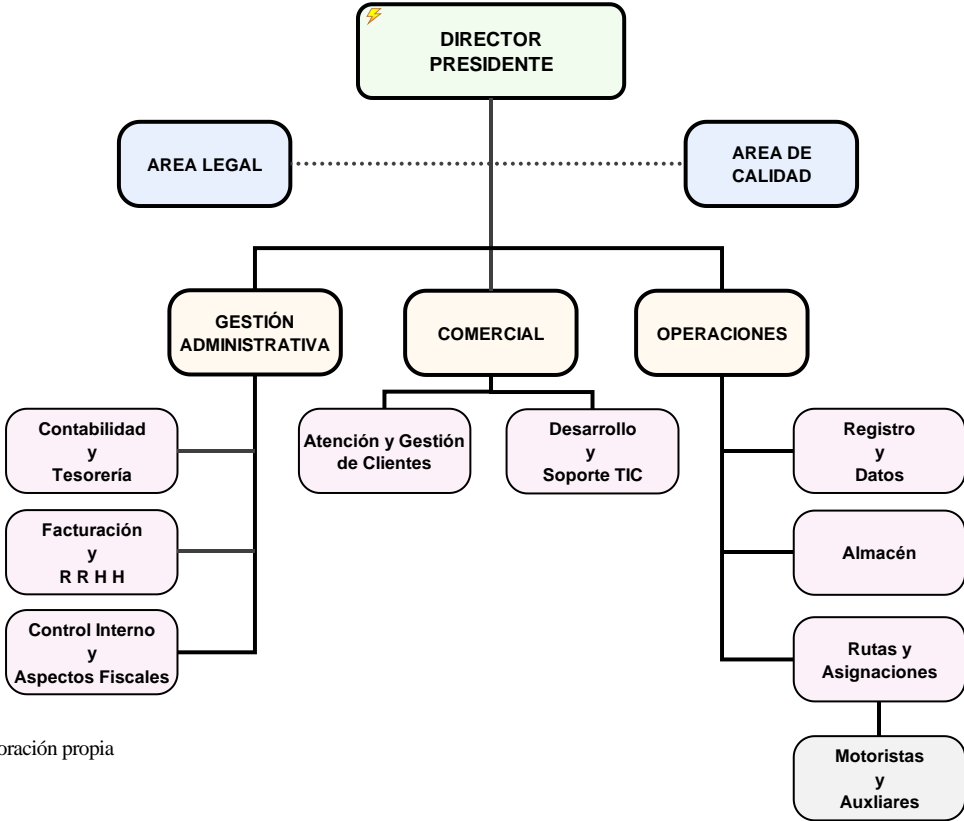 DIRECTOR
PRESIDENTE
AREA LEGAL
AREA DE
CALIDAD
GESTIÓN
ADMINISTRATIVA
COMERCIAL
OPERACIONES
Contabilidad
y
Tesorería
Atención y Gestión
de Clientes
Desarrollo
y
Soporte TIC
Registro
y
Datos
Facturación
y
R R H H
Almacén
Control Interno
y
Aspectos Fiscales
Rutas y
Asignaciones
oración propia
Motoristas
y
Auxliares